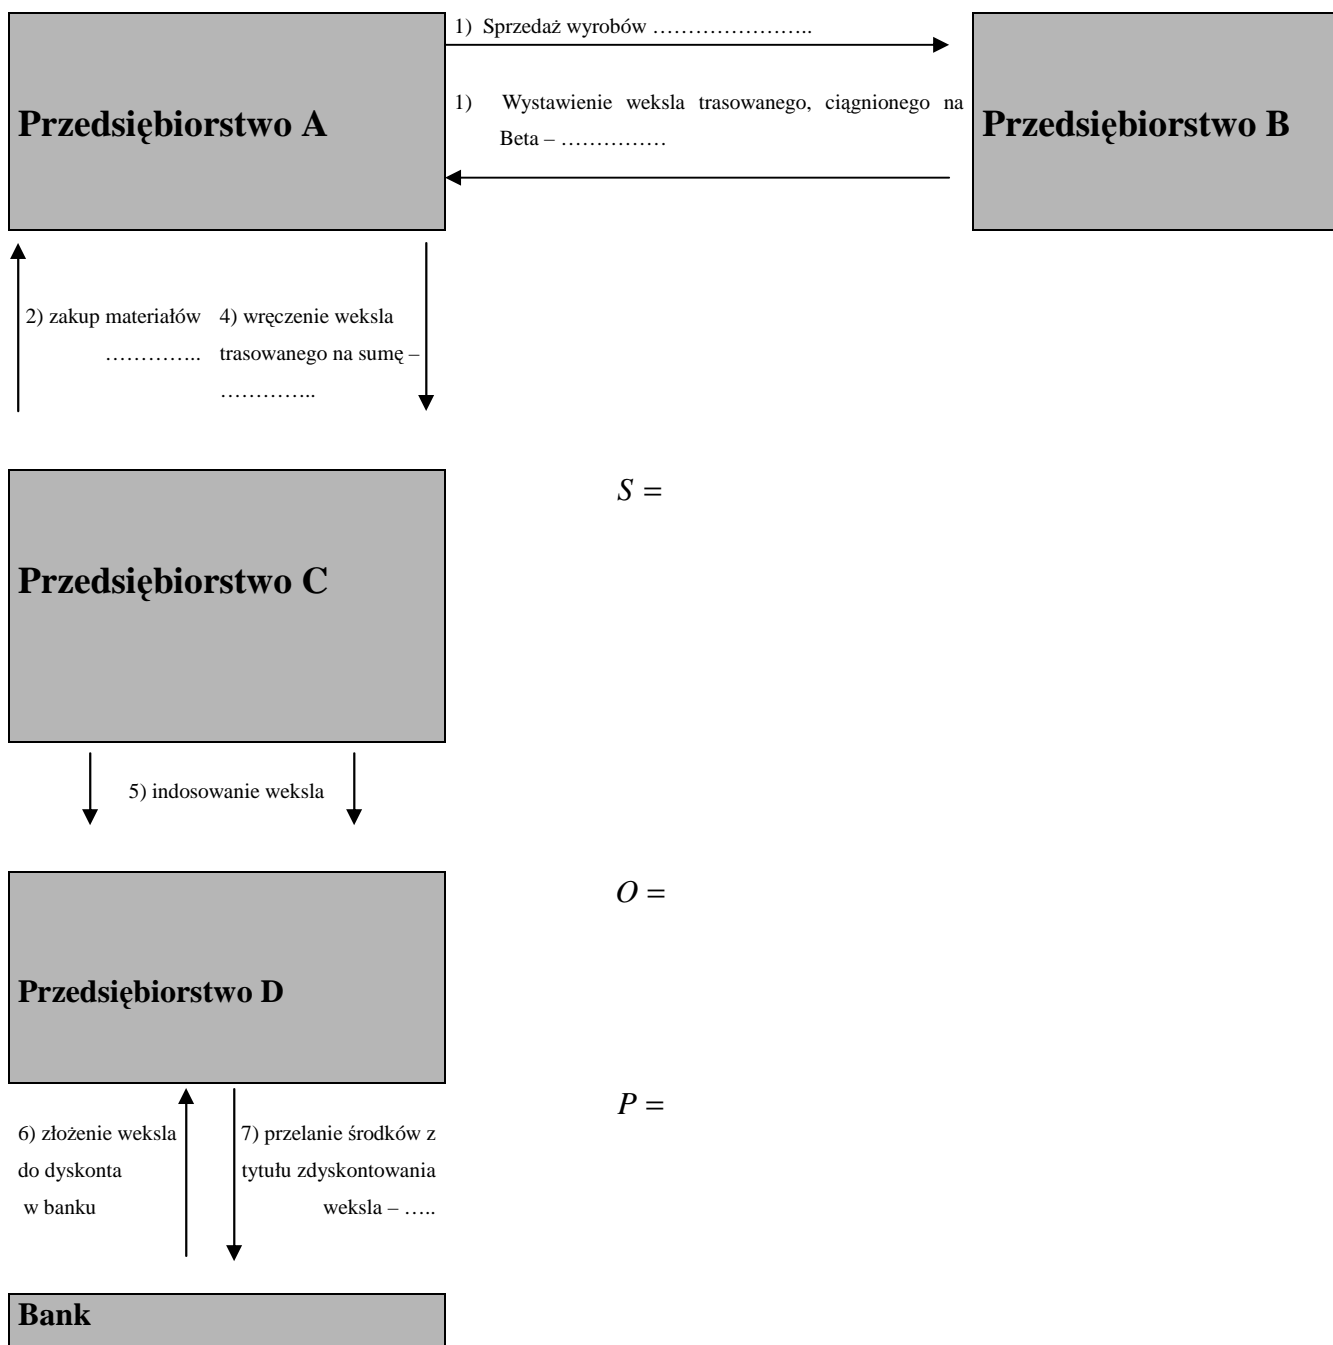 1) Sprzedaż wyrobów …………………..
Przedsiębiorstwo A
1) Wystawienie weksla trasowanego, ciągnionego na
Beta – ……………
Przedsiębiorstwo B
2) zakup materiałów
…………..
4) wręczenie weksla
trasowanego na sumę –
…………..
S =
Przedsiębiorstwo C
5) indosowanie weksla
O =
Przedsiębiorstwo D
P =
6) złożenie weksla
do dyskonta
w banku
7) przelanie środków z
tytułu zdyskontowania
weksla – …..
Bank